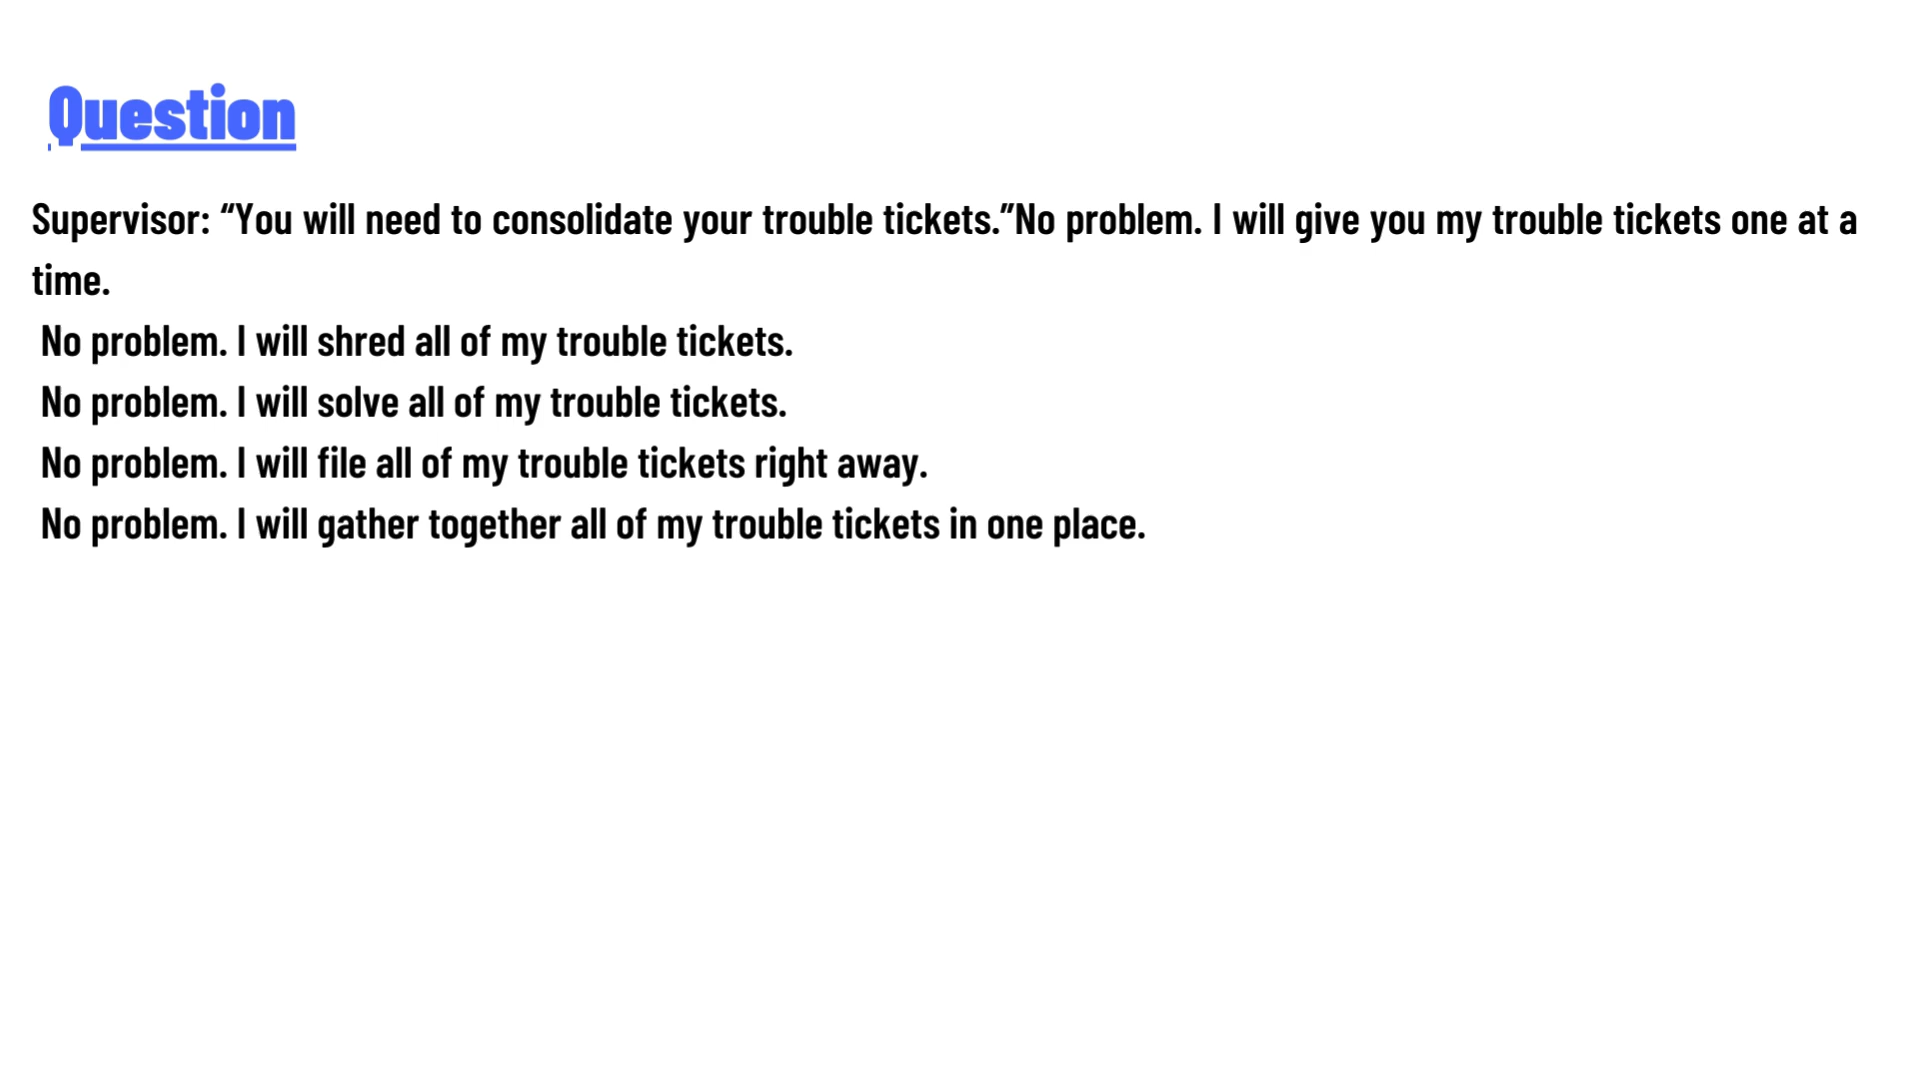 Question
Supervisor: “You will need to consolidate your trouble tickets.”No problem. I will give you my trouble tickets one at a
time.
No problem. I will shred all of my trouble tickets.
No problem. I will solve all of my trouble tickets.
No problem. I will file all of my trouble tickets right away.
No problem. I will gather together all of my trouble tickets in one place.